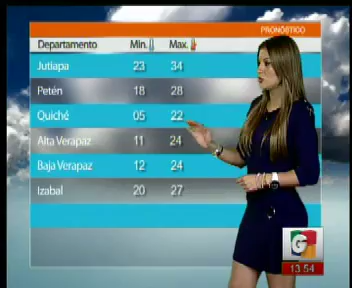 PRONÓSTICO
Departamento Min. Max.
Jutiapa 23 34
Petén 18 28
Quiché 05 22
Alta Verapaz 11 24
Baja Verapaz 12 24
Izabal 20 27
G
13:54